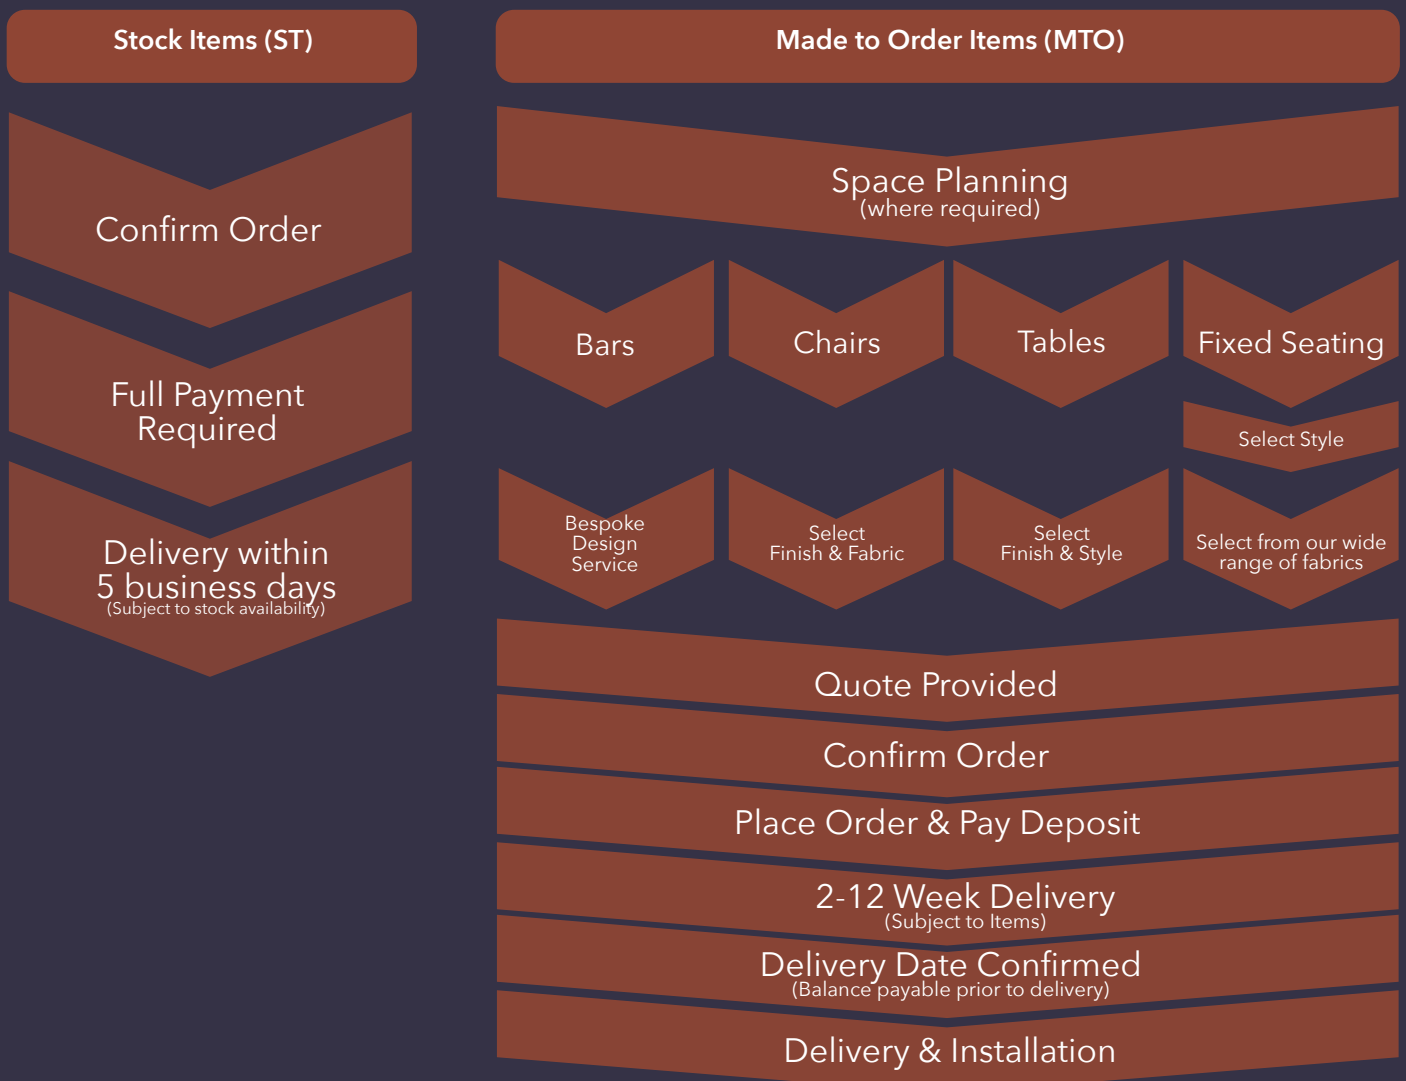 Stock Items (ST)
Confirm Order
Full Payment
Required
Delivery within
5 business days
(Subject to stock availability)
Made to Order Items (MTO)
Space Planning
(where required)
Bars
Chairs
Tables
Fixed Seating
Select Style
Bespoke
Design
Service
Select
Finish & Fabric
Select
Finish & Style
Select from our wide
range of fabrics
Quote Provided
Confirm Order
Place Order & Pay Deposit
2-12 Week Delivery
(Subject to Items)
Delivery Date Confirmed
(Balance payable prior to delivery)
Delivery & Installation